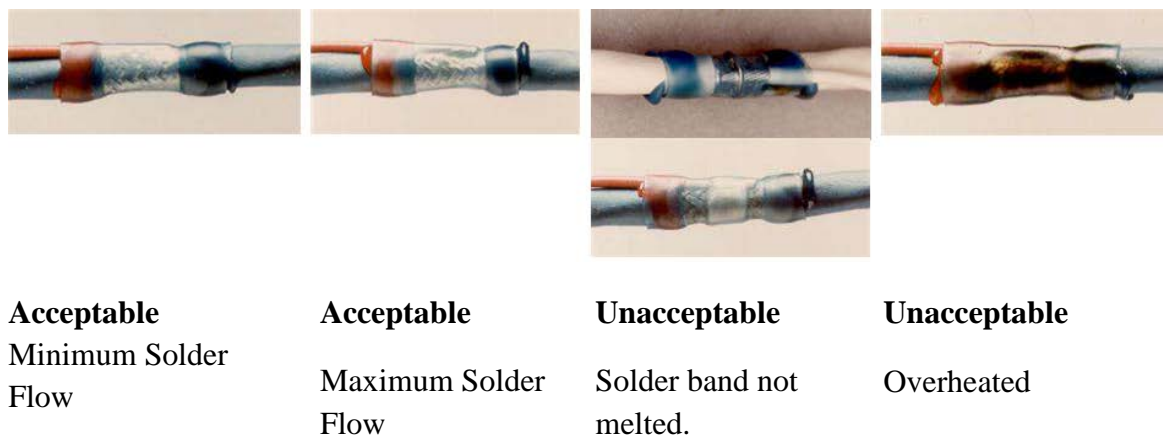 Acceptable
Minimum Solder
Flow
Acceptable
Maximum Solder
Flow
Unacceptable
Solder band not
melted.
Unacceptable
Overheated